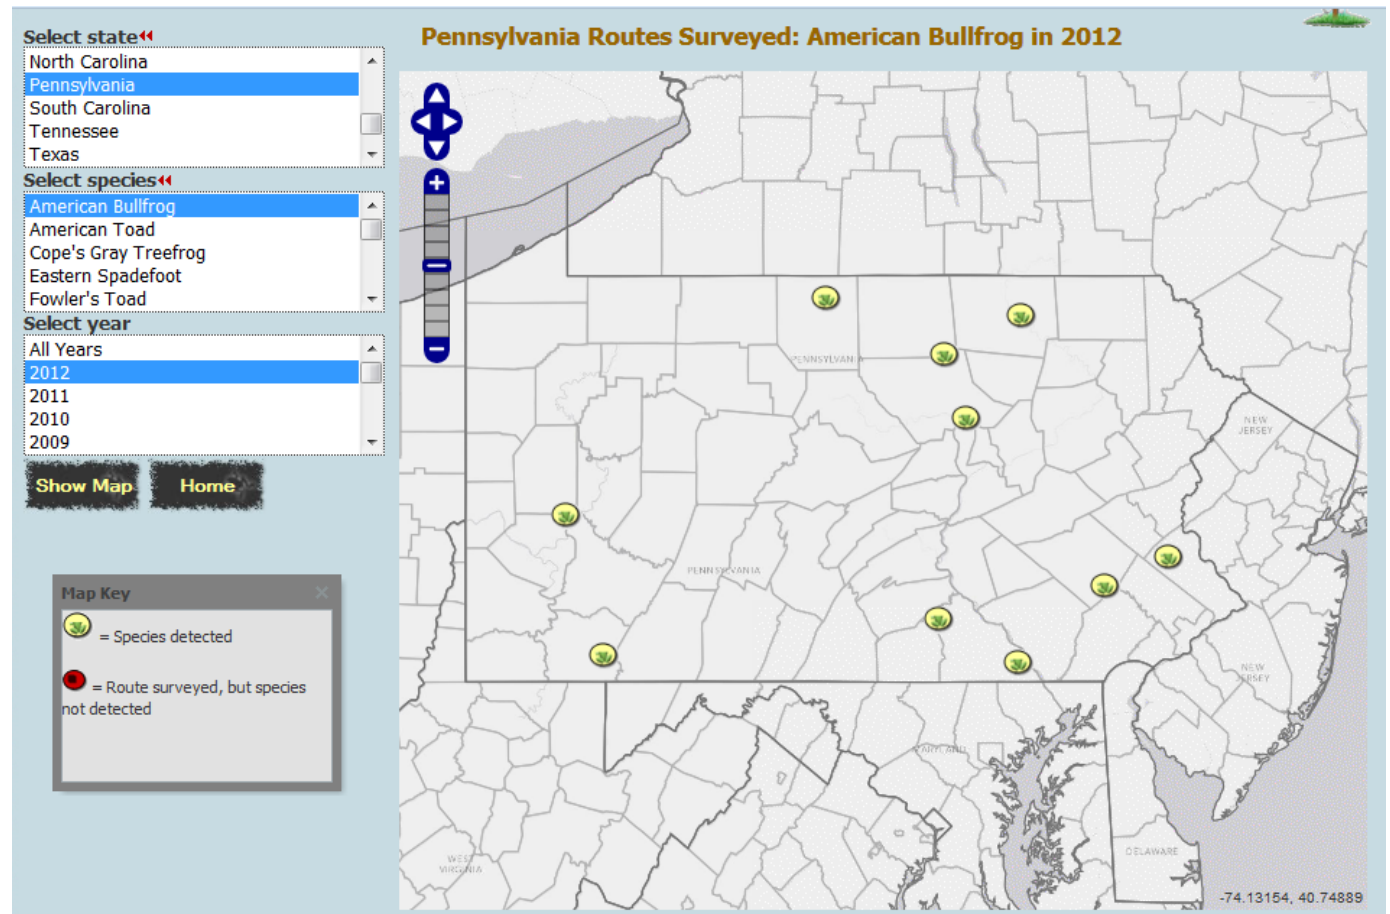 Select state
North Carolina
Pennsylvania
South Carolina
Tennessee
Texas
Select species
American Bullfrog
American Toad
Cope's Gray Treefrog
Eastern Spadefoot
Fowler's Toad
Select year
All Years
2012
2011
2010
2009
Show Map
Home
Map Key
= Species detected
= Route surveyed, but species
not detected
Pennsylvania Routes Surveyed: American Bullfrog in 2012
PENNSYLVANIA
NEW
JERSEY
PENNSYLVANIA
NEW
JERSEY
MARYLAND
WEST
VIRGINIA
DELAWARE
-74.13154, 40.74889